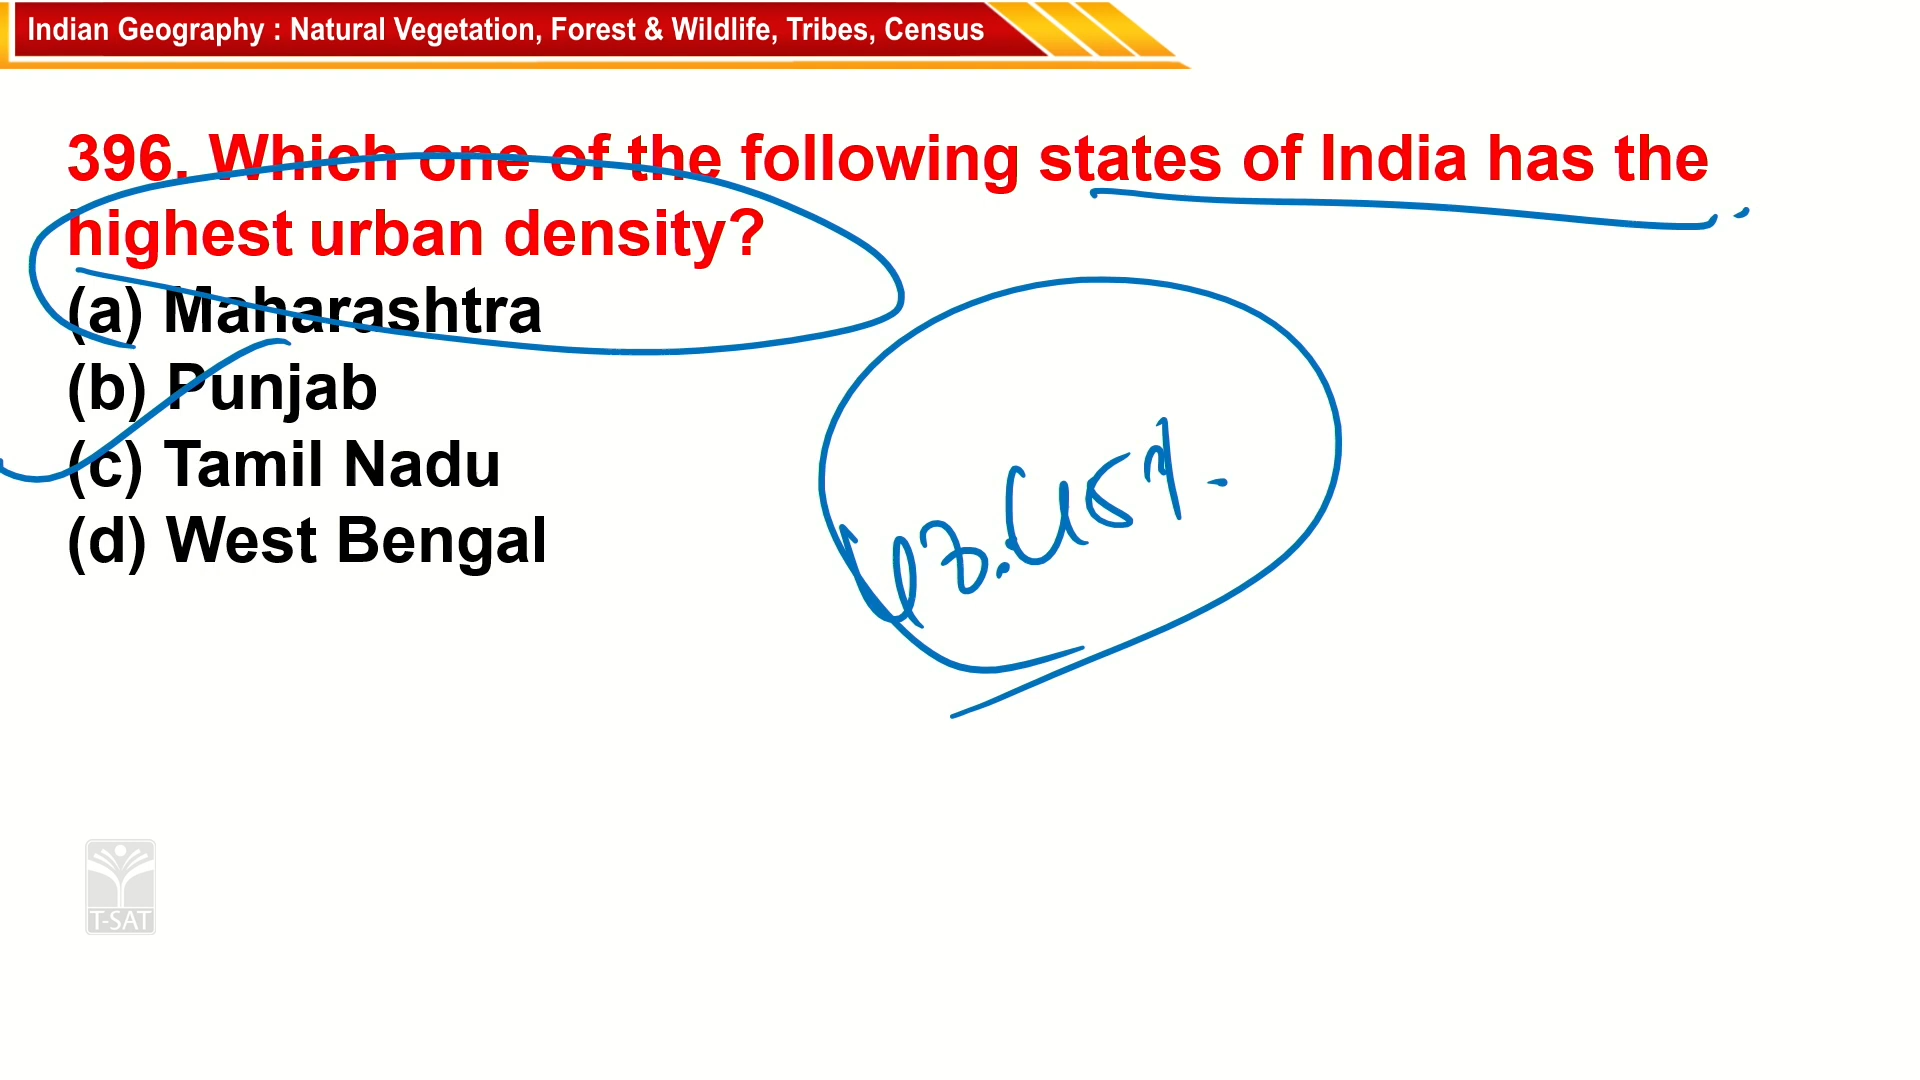 Indian Geography : Natural Vegetation, Forest & Wildlife, Tribes, Census
396. Which one of the following states of India has the
highest urban density?
(a) Maharashtra
(b) Punjab
(c) Tamil Nadu
(d) West Bengal
T-SAT